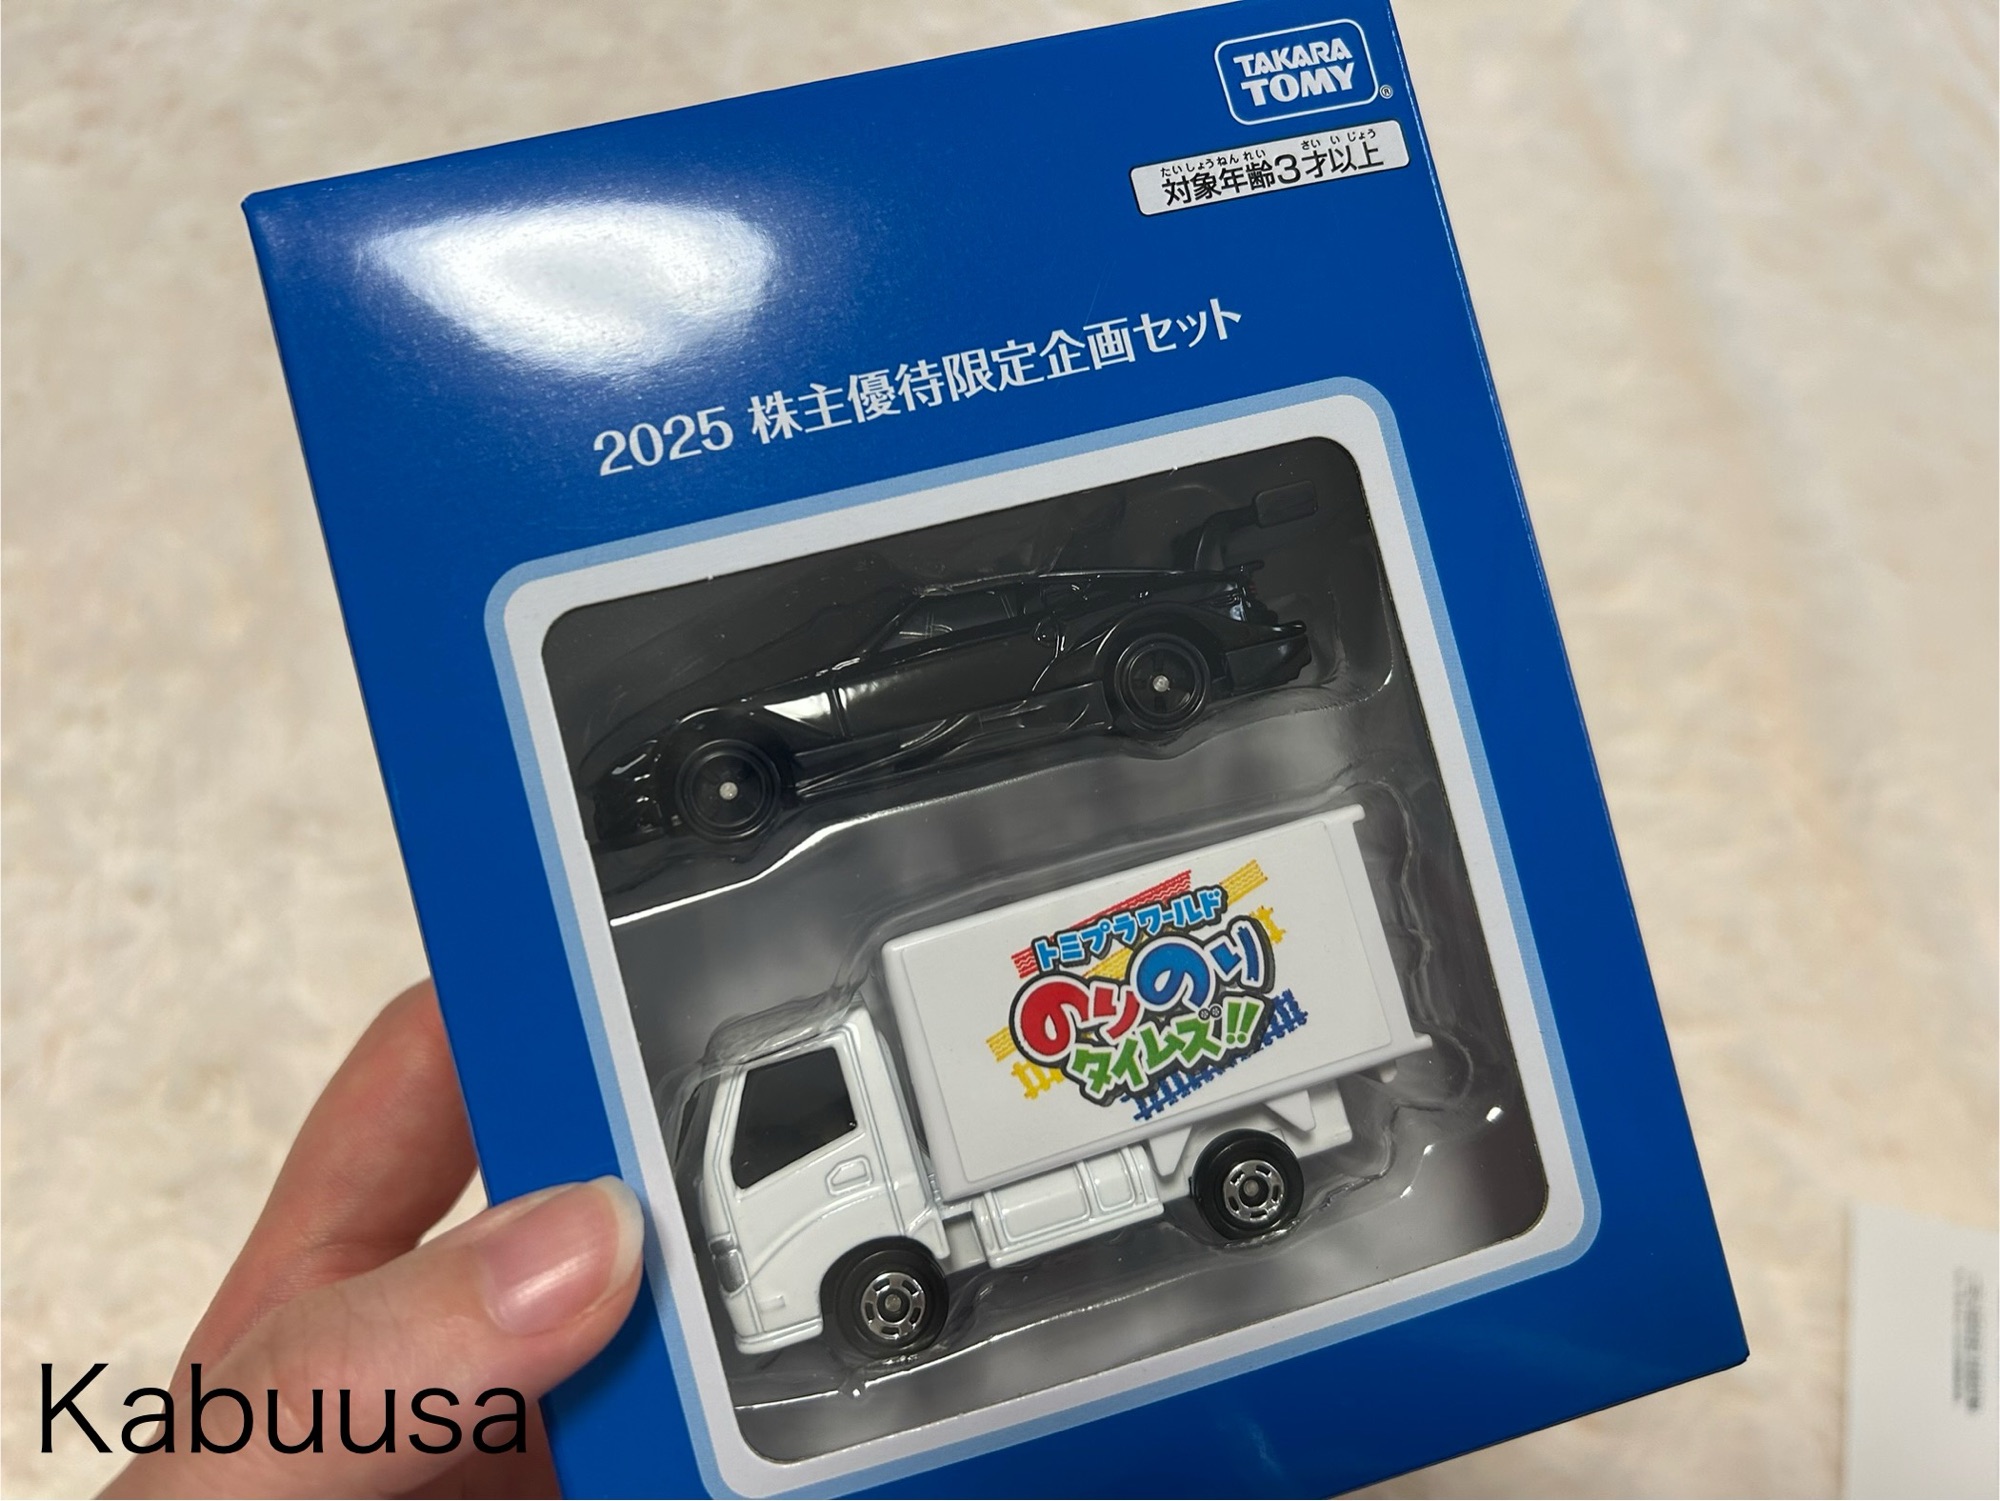 TAKARA
TOMY
たいしょうねんれい さい いじょう
対象年齢3才以上
2025 株主優待限定企画セット
トミプラワールド
のりのり
タイムズ!!
Kabuusa